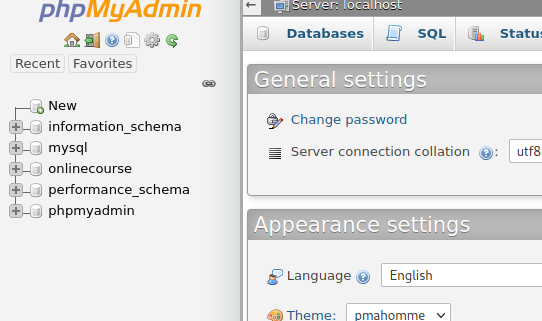 phpMyAdmin
Recent Favorites
New
information_schema
mysql
onlinecourse
performance_schema
phpmyadmin
Server: localhost
Databases SQL Status
General settings
Change password
Server connection collation : utf8
Appearance settings
Language English
Theme: pmahomme